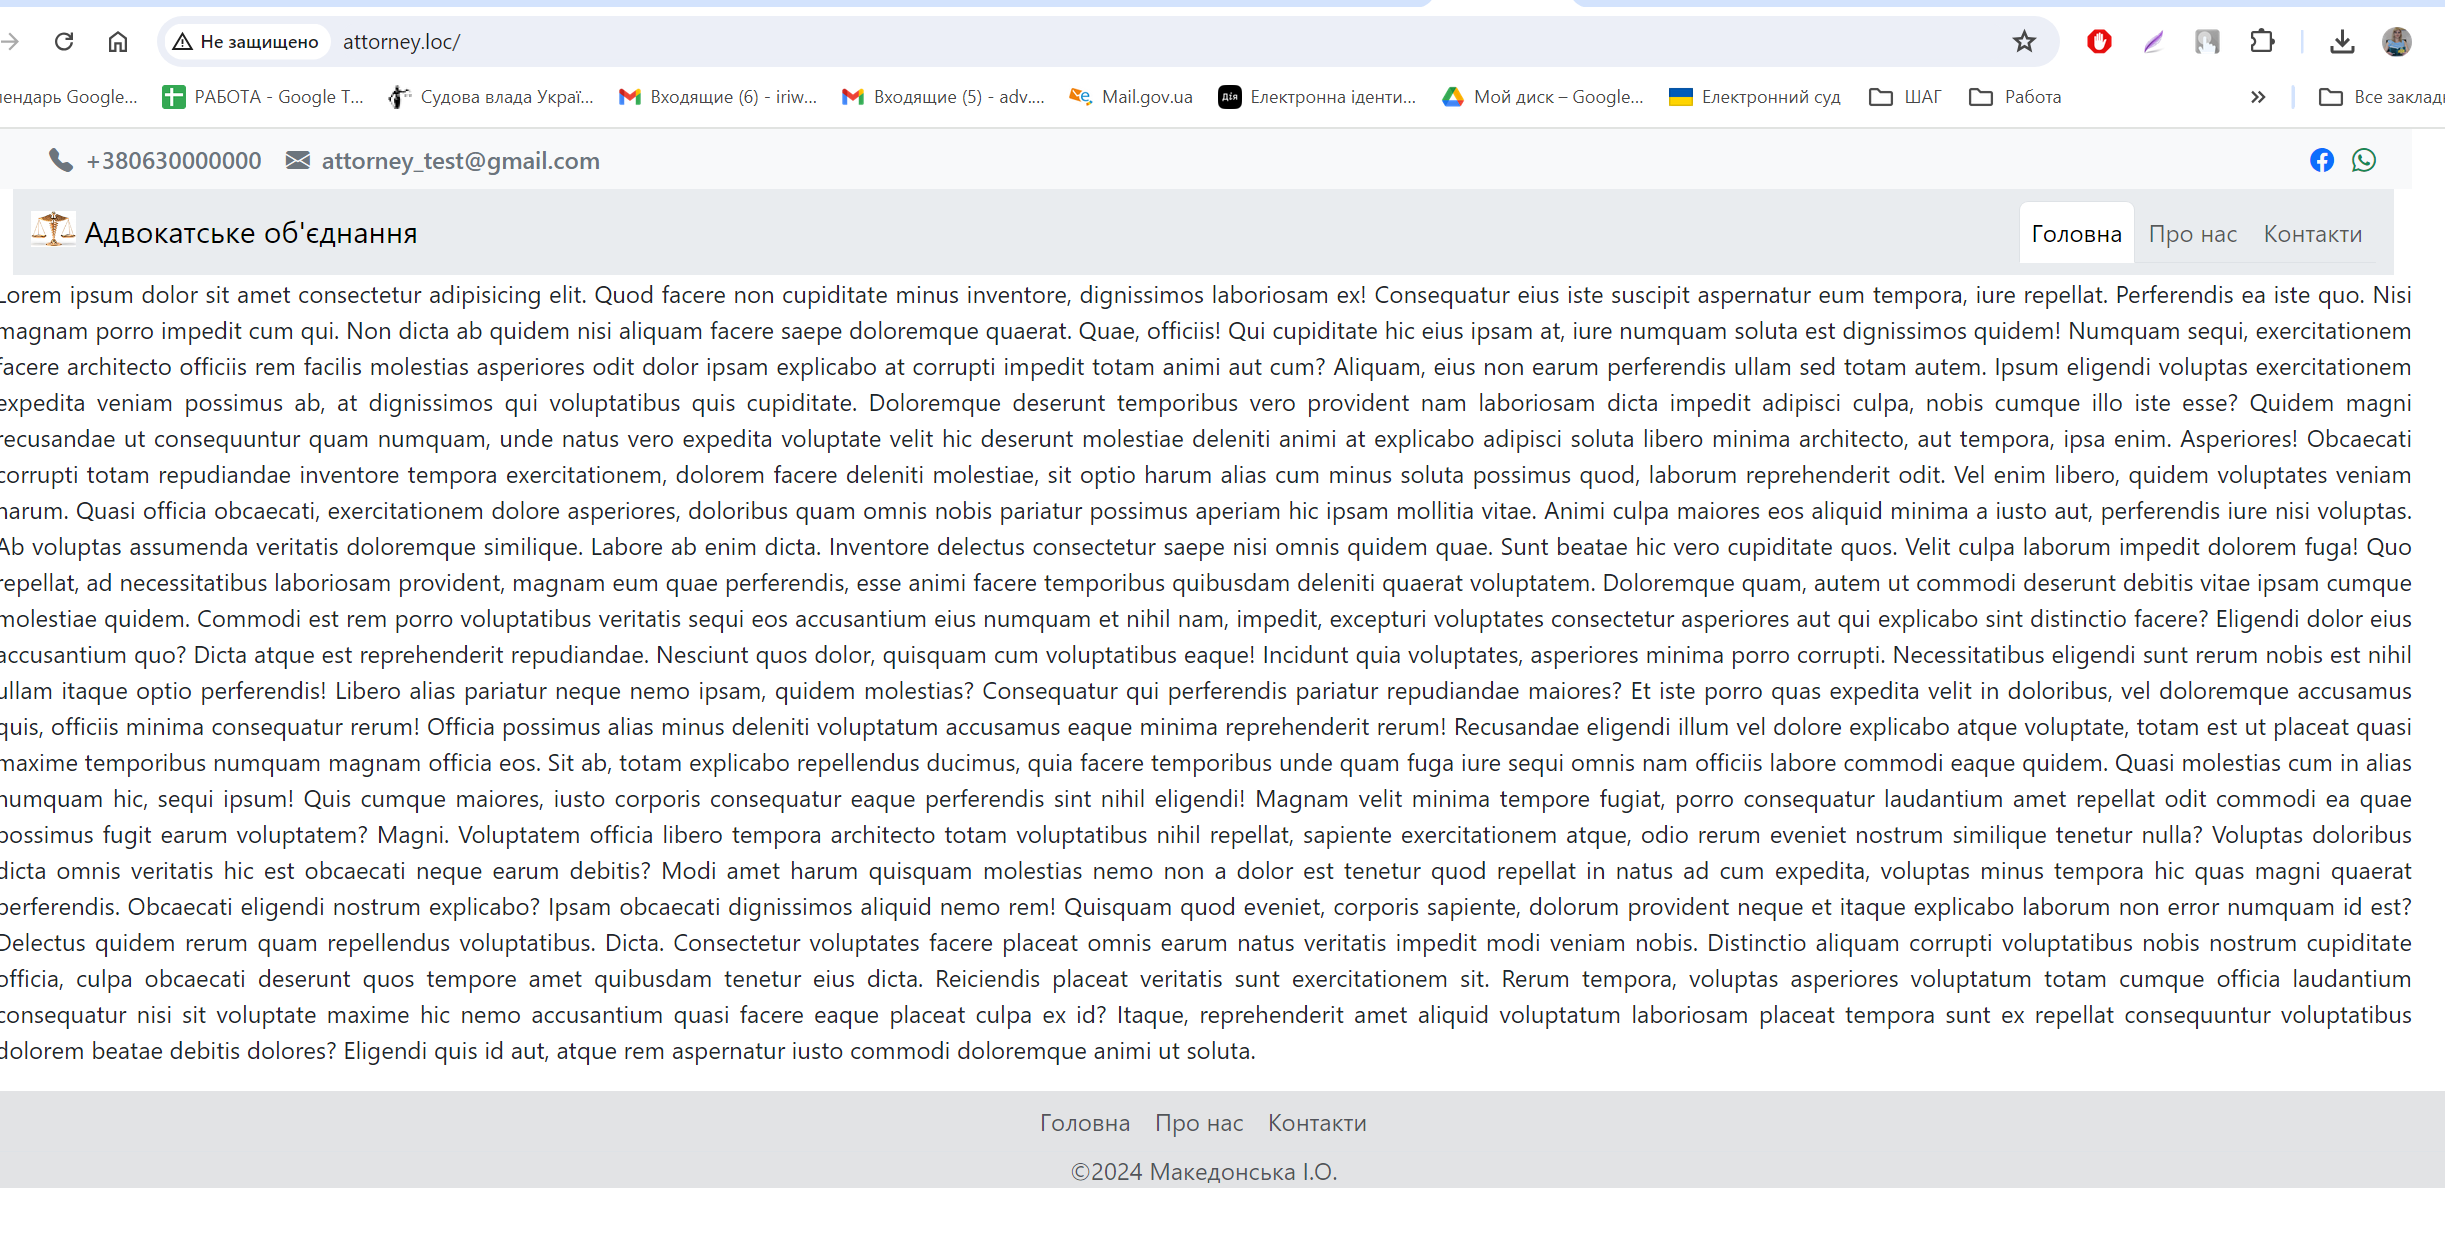 Не защищено attorney.loc/
Google... РАБОТА - Google Т... Судова влада Украї... Входящие (6) - iriw... Входящие (5) - adv.... Mail.gov.ua Дія Електронна іденти... Мой диск – Google... Електронний суд ШАГ Работа » Все
+380630000000 attorney_test@gmail.com
Адвокатське об'єднання Головна Про нас Контакти
Lorem ipsum dolor sit amet consectetur adipisicing elit. Quod facere non cupiditate minus inventore, dignissimos laboriosam ex! Consequatur eius iste suscipit aspernatur eum tempora, iure repellat. Perferendis ea iste quo. Nisi
magnam porro impedit cum qui. Non dicta ab quidem nisi aliquam facere saepe doloremque quaerat. Quae, officiis! Qui cupiditate hic eius ipsam at, iure numquam soluta est dignissimos quidem! Numquam sequi, exercitationem
facere architecto officiis rem facilis molestias asperiores odit dolor ipsam explicabo at corrupti impedit totam animi aut cum? Aliquam, eius non earum perferendis ullam sed totam autem. Ipsum eligendi voluptas exercitationem
expedita veniam possimus ab, at dignissimos qui voluptatibus quis cupiditate. Doloremque deserunt temporibus vero provident nam laboriosam dicta impedit adipisci culpa, nobis cumque illo iste esse? Quidem magni
recusandae ut consequuntur quam numquam, unde natus vero expedita voluptate velit hic deserunt molestiae deleniti animi at explicabo adipisci soluta libero minima architecto, aut tempora, ipsa enim. Asperiores! Obcaecati
corrupti totam repudiandae inventore tempora exercitationem, dolorem facere deleniti molestiae, sit optio harum alias cum minus soluta possimus quod, laborum reprehenderit odit. Vel enim libero, quidem voluptates veniam
harum. Quasi officia obcaecati, exercitationem dolore asperiores, doloribus quam omnis nobis pariatur possimus aperiam hic ipsam mollitia vitae. Animi culpa maiores eos aliquid minima a iusto aut, perferendis iure nisi voluptas.
Ab voluptas assumenda veritatis doloremque similique. Labore ab enim dicta. Inventore delectus consectetur saepe nisi omnis quidem quae. Sunt beatae hic vero cupiditate quos. Velit culpa laborum impedit dolorem fuga! Quo
repellat, ad necessitatibus laboriosam provident, magnam eum quae perferendis, esse animi facere temporibus quibusdam deleniti quaerat voluptatem. Doloremque quam, autem ut commodi deserunt debitis vitae ipsam cumque
molestiae quidem. Commodi est rem porro voluptatibus veritatis sequi eos accusantium eius numquam et nihil nam, impedit, excepturi voluptates consectetur asperiores aut qui explicabo sint distinctio facere? Eligendi dolor eius
accusantium quo? Dicta atque est reprehenderit repudiandae. Nesciunt quos dolor, quisquam cum voluptatibus eaque! Incidunt quia voluptates, asperiores minima porro corrupti. Necessitatibus eligendi sunt rerum nobis est nihil
ullam itaque optio perferendis! Libero alias pariatur neque nemo ipsam, quidem molestias? Consequatur qui perferendis pariatur repudiandae maiores? Et iste porro quas expedita velit in doloribus, vel doloremque accusamus
quis, officiis minima consequatur rerum! Officia possimus alias minus deleniti voluptatum accusamus eaque minima reprehenderit rerum! Recusandae eligendi illum vel dolore explicabo atque voluptate, totam est ut placeat quasi
maxime temporibus numquam magnam officia eos. Sit ab, totam explicabo repellendus ducimus, quia facere temporibus unde quam fuga iure sequi omnis nam officiis labore commodi eaque quidem. Quasi molestias cum in alias
numquam hic, sequi ipsum! Quis cumque maiores, iusto corporis consequatur eaque perferendis sint nihil eligendi! Magnam velit minima tempore fugiat, porro consequatur laudantium amet repellat odit commodi ea quae
possimus fugit earum voluptatem? Magni. Voluptatem officia libero tempora architecto totam voluptatibus nihil repellat, sapiente exercitationem atque, odio rerum eveniet nostrum similique tenetur nulla? Voluptas doloribus
dicta omnis veritatis hic est obcaecati neque earum debitis? Modi amet harum quisquam molestias nemo non a dolor est tenetur quod repellat in natus ad cum expedita, voluptas minus tempora hic quas magni quaerat
perferendis. Obcaecati eligendi nostrum explicabo? Ipsam obcaecati dignissimos aliquid nemo rem! Quisquam quod eveniet, corporis sapiente, dolorum provident neque et itaque explicabo laborum non error numquam id est?
Delectus quidem rerum quam repellendus voluptatibus. Dicta. Consectetur voluptates facere placeat omnis earum natus veritatis impedit modi veniam nobis. Distinctio aliquam corrupti voluptatibus nobis nostrum cupiditate
officia, culpa obcaecati deserunt quos tempore amet quibusdam tenetur eius dicta. Reiciendis placeat veritatis sunt exercitationem sit. Rerum tempora, voluptas asperiores voluptatum totam cumque officia laudantium
consequatur nisi sit voluptate maxime hic nemo accusantium quasi facere eaque placeat culpa ex id? Itaque, reprehenderit amet aliquid voluptatum laboriosam placeat tempora sunt ex repellat consequuntur voluptatibus
dolorem beatae debitis dolores? Eligendi quis id aut, atque rem aspernatur iusto commodi doloremque animi ut soluta.
Головна Про нас Контакти
©2024 Македонська І.О.